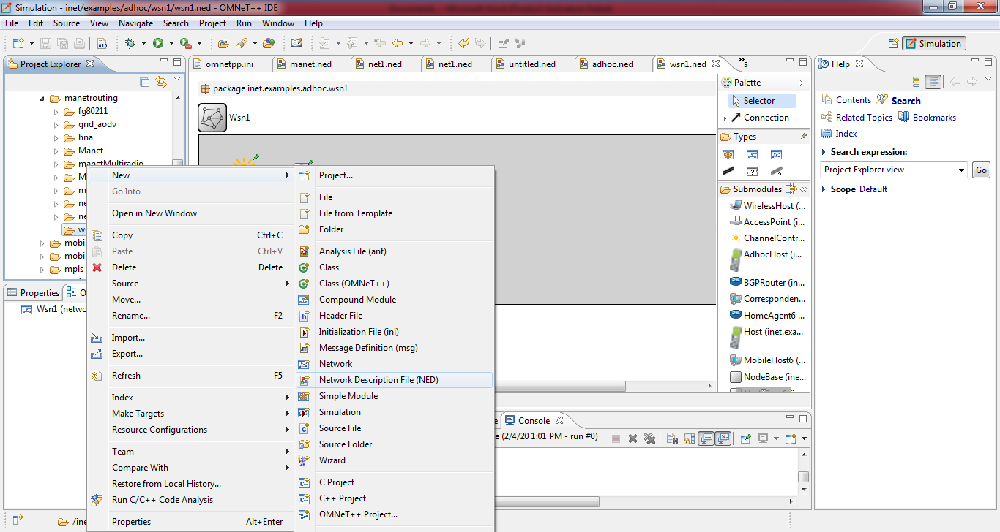 Simulation - inet/examples/adhoc/wsn1/wsn1.ned - OMNeT++ IDE
File Edit Source View Navigate Search Project Run Window Help
Simulation
Project Explorer
manetrouting
fg80211
grid_aodv
hna
Manet
manetMultiradio
M
m
ne
ne
ws
mobil
mobil
mpls
Properties
O
Wsn1 (netwo
/ine
omnetpp.ini
manet.ned
net1.ned
net1.ned
untitled.ned
adhoc.ned
wsn1.ned
»5
package inet.examples.adhoc.wsn1
Wsn1
New
Go Into
Open in New Window
Copy Ctrl+C
Paste Ctrl+V
Delete Delete
Source
Move...
Rename... F2
Import...
Export...
Refresh F5
Index
Make Targets
Resource Configurations
Team
Compare With
Restore from Local History...
Run C/C++ Code Analysis
Properties Alt+Enter
Project...
File
File from Template
Folder
Analysis File (anf)
Class
Class (OMNeT++)
Compound Module
Header File
Initialization File (ini)
Message Definition (msg)
Network
Network Description File (NED)
Simple Module
Simulation
Source File
Source Folder
Wizard
C Project
C++ Project
OMNeT++ Project...
Palette
Selector
Connection
Types
Submodules
WirelessHost (...
AccessPoint (in...
ChannelContr...
AdhocHost (i...
BGPRouter (in...
Corresponden...
HomeAgent6 ...
Host (inet.exa...
MobileHost6 (...
NodeBase (ine...
Console
e (2/4/20 1:01 PM - run #0)
Help
Contents
Search
Related Topics
Bookmarks
Index
Search expression:
Project Explorer view
Go
Scope Default